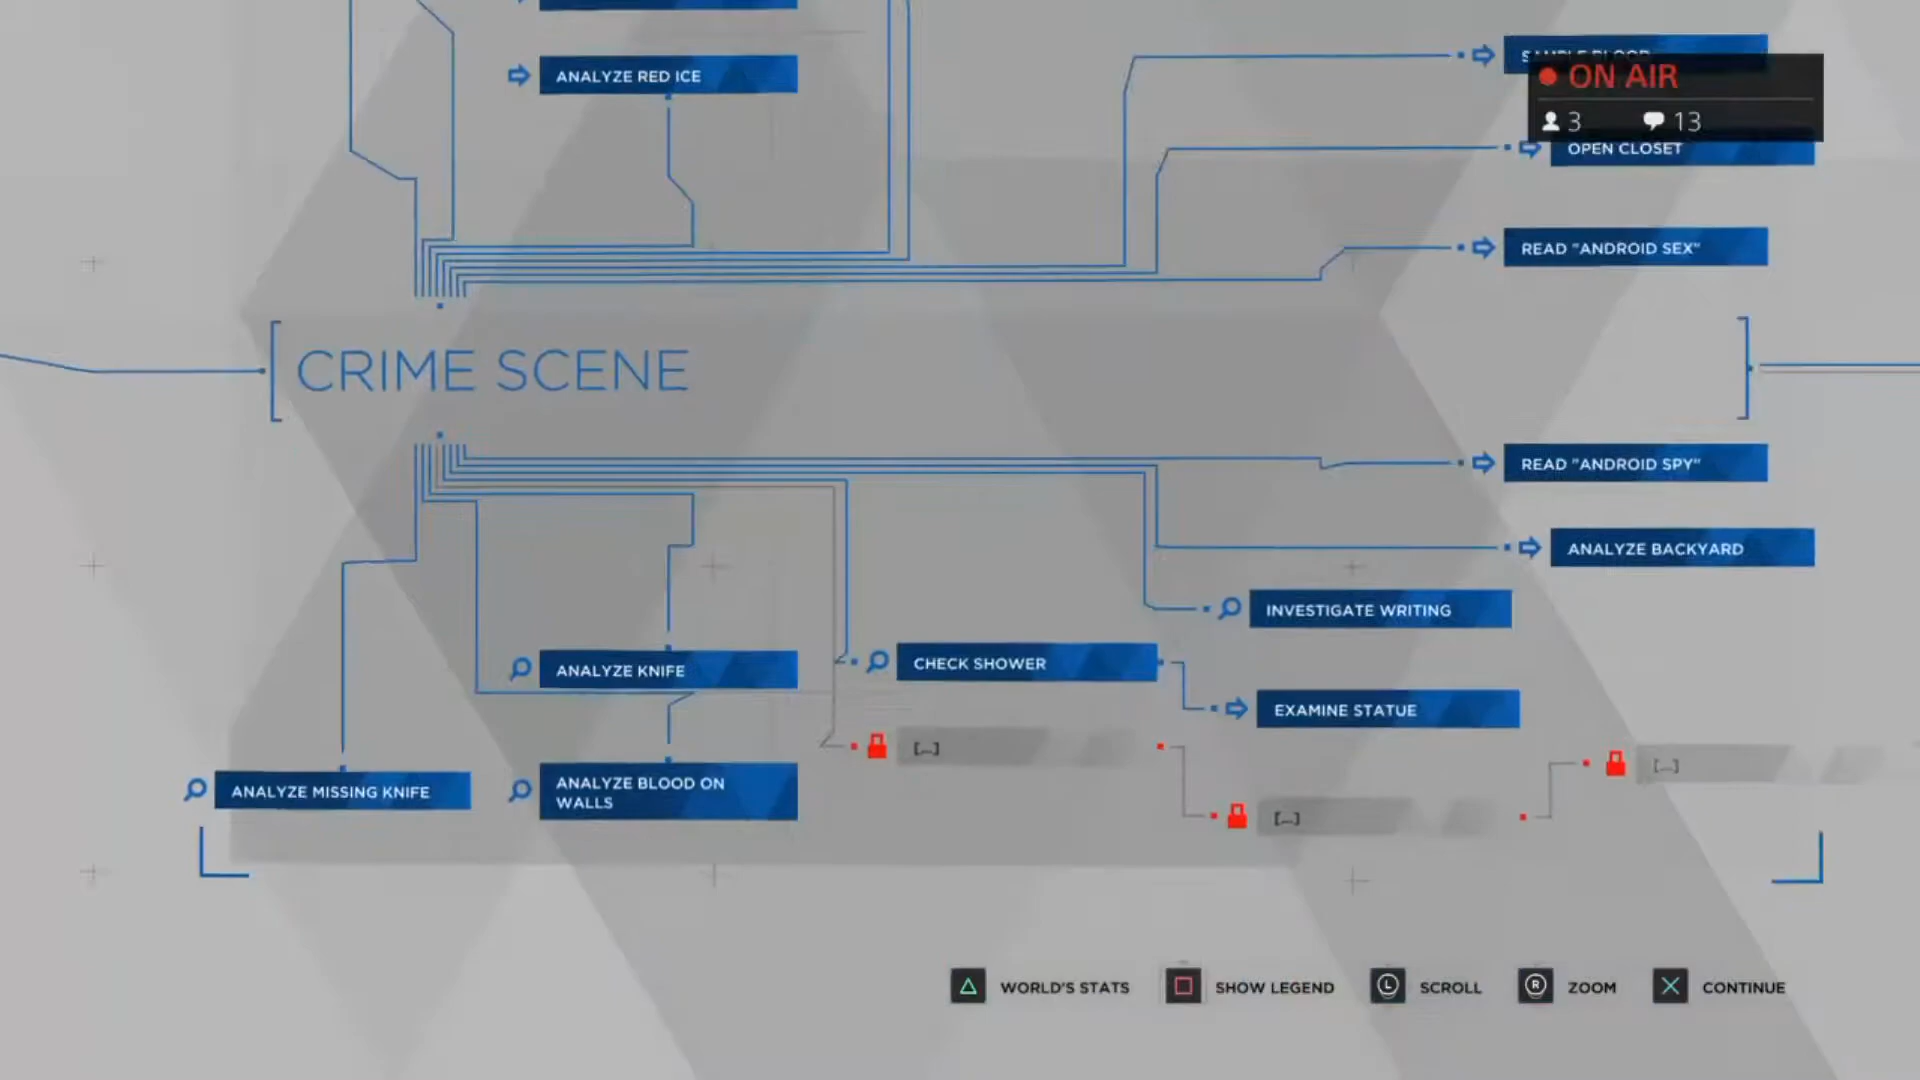 ANALYZE RED ICE
SAMPLE BLOOD
ON AIR
3 13
OPEN CLOSET
READ "ANDROID SEX"
CRIME SCENE
READ "ANDROID SPY"
ANALYZE BACKYARD
INVESTIGATE WRITING
CHECK SHOWER
ANALYZE KNIFE
EXAMINE STATUE
[...]
[...]
ANALYZE MISSING KNIFE
ANALYZE BLOOD ON
WALLS
[...]
WORLD'S STATS
SHOW LEGEND
L SCROLL
R ZOOM
CONTINUE